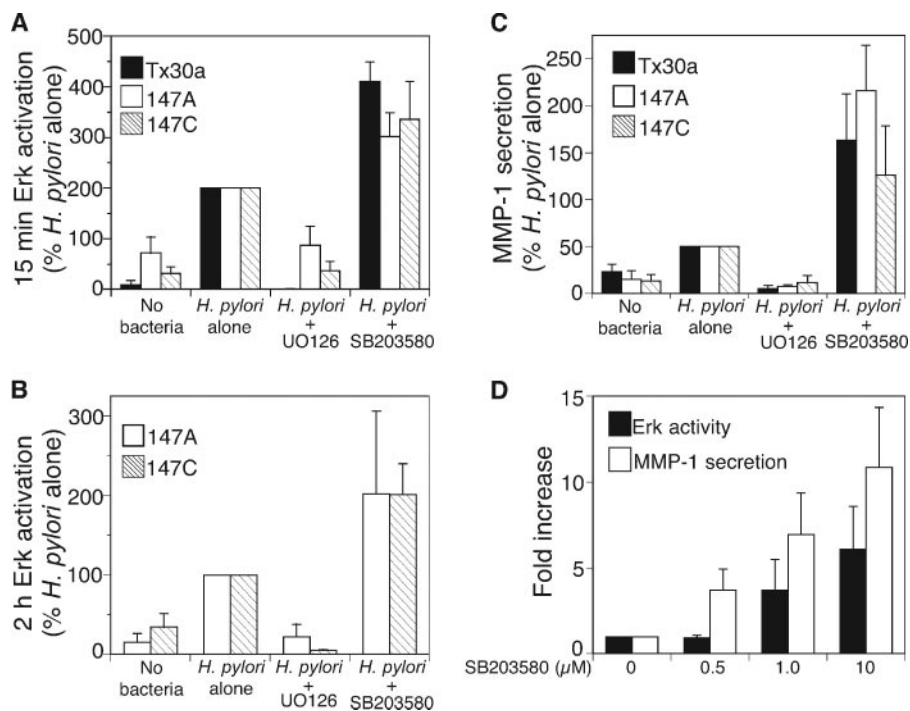 A
15 min Erk activation
(% H. pylori alone)
500
400
300
200
100
0
Tx30a
147A
147C
No
bacteria
H. pylori
alone
H. pylori
+
UO126
H. pylori
+
SB203580
B
2 h Erk activation
(% H. pylori alone)
300
200
100
0
147A
147C
No
bacteria
H. pylori
alone
H. pylori
+
UO126
H. pylori
+
SB203580
C
MMP-1 secretion
(% H. pylori alone)
250
200
150
100
50
0
Tx30a
147A
147C
No
bacteria
H. pylori
alone
H. pylori
+
UO126
H. pylori
+
SB203580
D
Fold increase
15
10
5
0
Erk activity
MMP-1 secretion
SB203580 (µM) 0 0.5 1.0 10